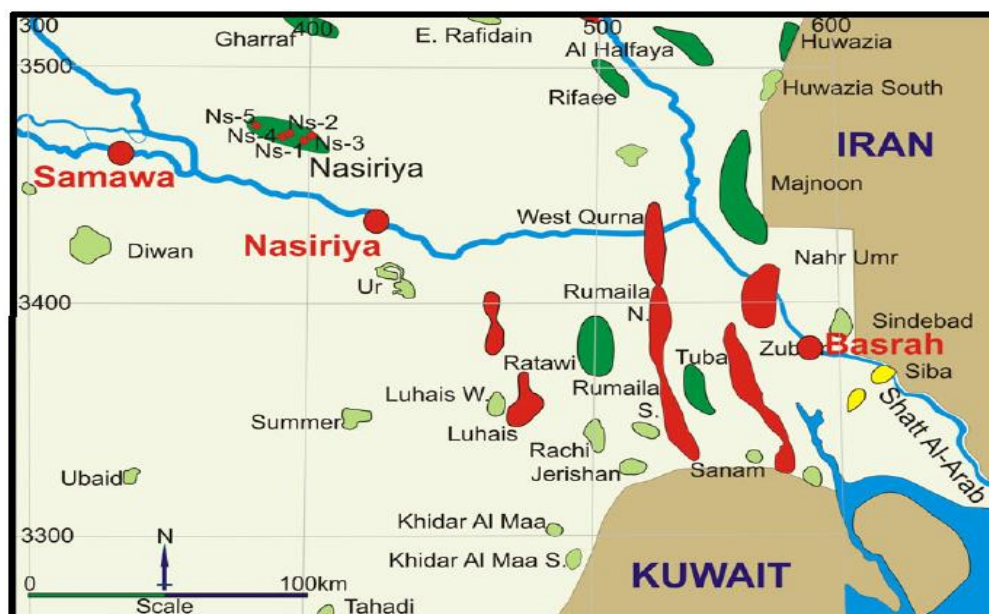 300
400
500
600
Gharraf
E. Rafidain
Al Halfaya
Huwazia
3500
Rifaee
Huwazia South
Ns-5
Ns-2
Ns-4
Ns-1
Ns-3
Nasiriya
IRAN
Samawa
Majnoon
West Qurna
Nasiriya
Diwan
Nahr Umr
Ur
Rumaila
N.
3400
Sindebad
Zub
Basrah
Ratawi
Tuba
Siba
Rumaila
S.
Luhais W.
Shatt Al-Arab
Summer
Luhais
Rachi
Jerishan
Sanam
Ubaid
Khidar Al Maa
3300
N
Khidar Al Maa S.
KUWAIT
0
100km
Scale
Tahadi